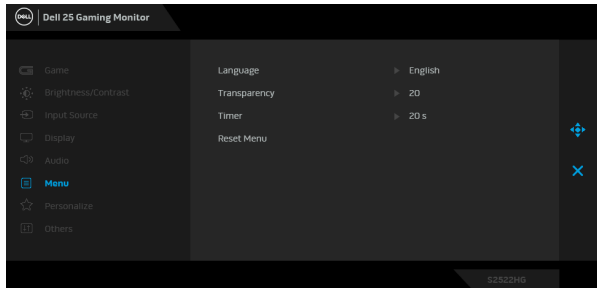 DELL Dell 25 Gaming Monitor
Game
Brightness/Contrast
Input Source
Display
Audio
Menu
Personalize
Others
Language English
Transparency 20
Timer 20 s
Reset Menu
S2522HG